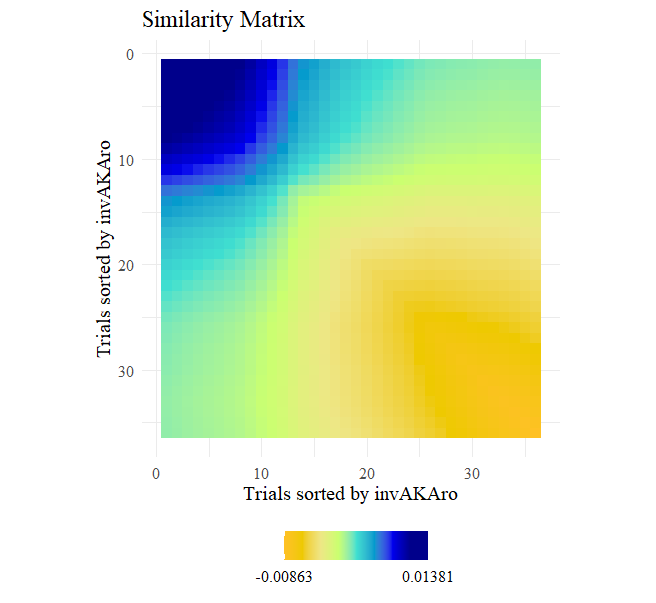 Similarity Matrix
0
10
20
30
Trials sorted by invAKAro
0 10 20 30
Trials sorted by invAKAro
-0.00863 0.01381